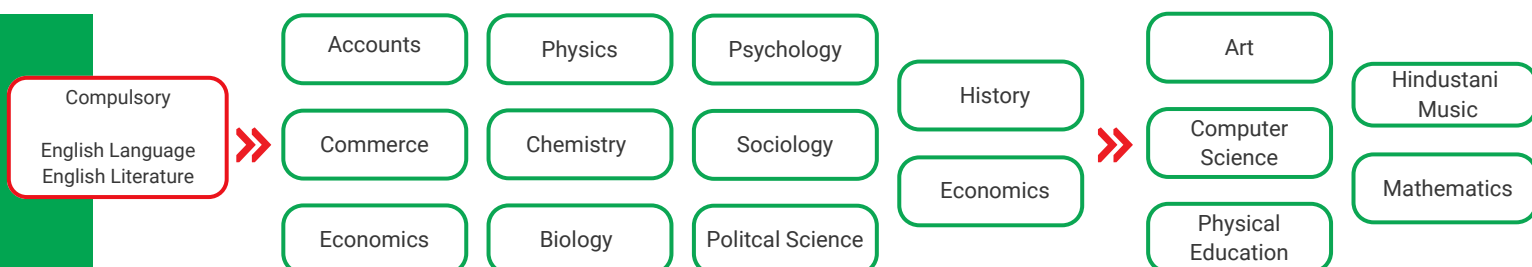 Compulsory
English Language
English Literature
Accounts
Commerce
Economics
Physics
Chemistry
Biology
Psychology
Sociology
Politcal Science
History
Economics
Art
Computer
Science
Physical
Education
Hindustani
Music
Mathematics